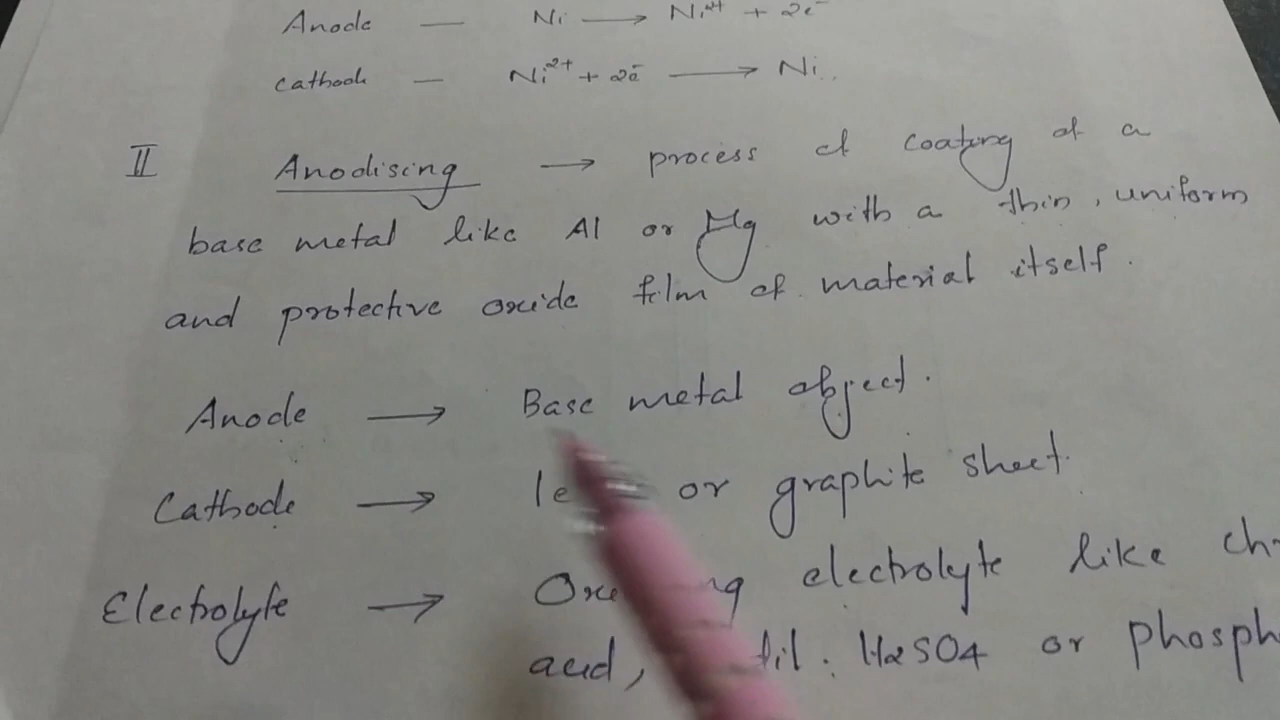 Anode — Ni → Ni²⁺ + 2e⁻
Cathode — Ni²⁺ + 2e⁻ → Ni.
II Anodising → process of coating of a
base metal like Al or Mg with a thin, uniform
and protective oxide film of material itself.
Anode → Base metal object.
Cathode → or graphite sheet.
Electrolyte → electrolyte like
acid, dil. H2SO4 or